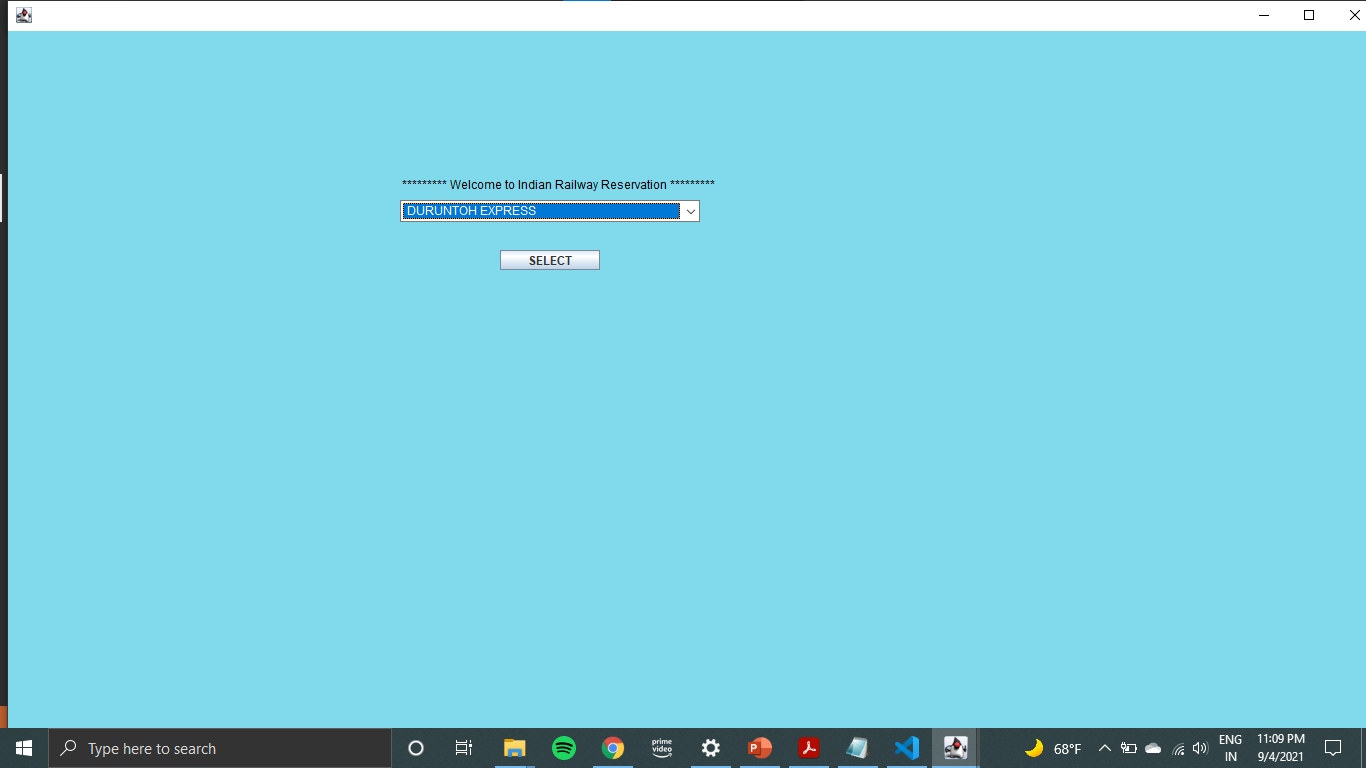 ********* Welcome to Indian Railway Reservation *********
DURUNTOH EXPRESS
SELECT
Type here to search
prime video
68°F
ENG
IN
11:09 PM
9/4/2021